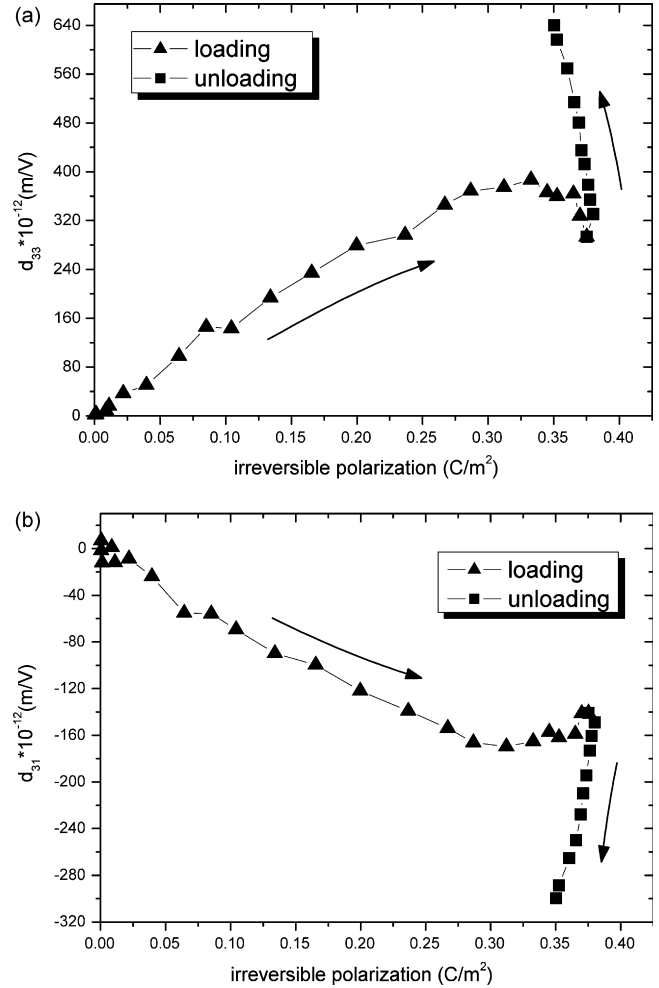 (a)
640
560
480
400
320
240
160
80
0
d33*10-12(m/V)
loading
unloading
0.00 0.05 0.10 0.15 0.20 0.25 0.30 0.35 0.40
irreversible polarization (C/m2)
(b)
0
-40
-80
-120
-160
-200
-240
-280
-320
d31*10-12(m/V)
loading
unloading
0.00 0.05 0.10 0.15 0.20 0.25 0.30 0.35 0.40
irreversible polarization (C/m2)